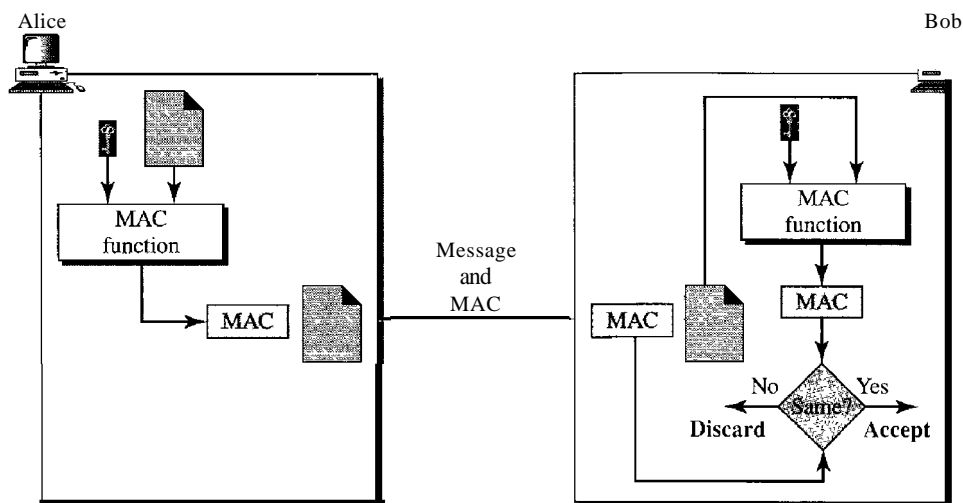 Alice
Bob
MAC
function
MAC
Message
and
MAC
MAC
MAC
function
MAC
Same?
No
Yes
Discard
Accept